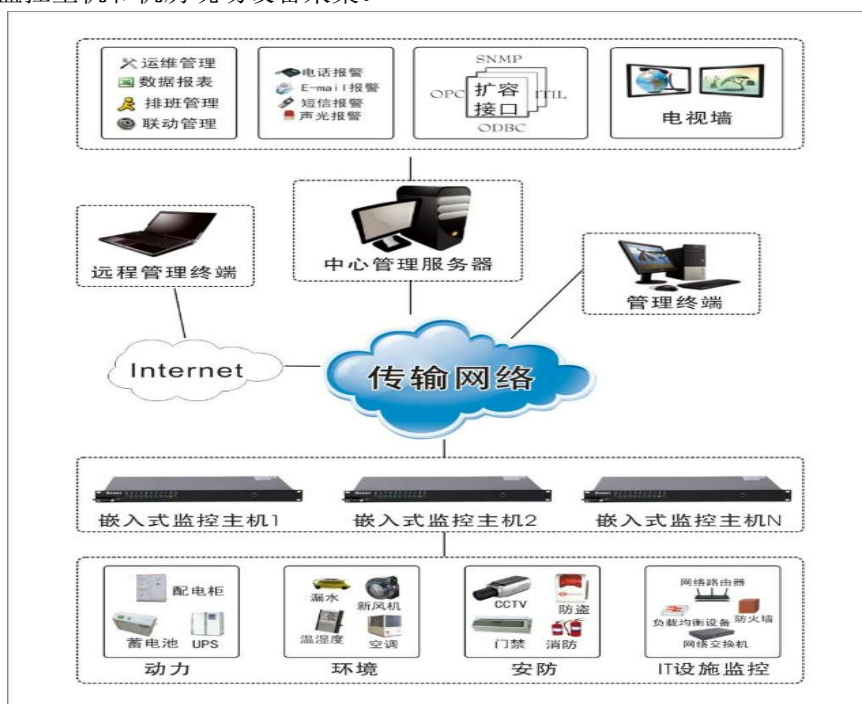 运维管理
数据报表
排班管理
联动管理
电话报警
E-mail报警
短信报警
声光报警
SNMP
OPC
扩容
接口
ITIL
ODBC
电视墙
远程管理终端
中心管理服务器
管理终端
Internet
传输网络
嵌入式监控主机1
嵌入式监控主机2
嵌入式监控主机N
配电柜
蓄电池
UPS
动力
漏水
新风机
温湿度
空调
环境
CCTV
防盗
门禁
消防
安防
网络路由器
负载均衡设备
防火墙
网络交换机
IT设施监控